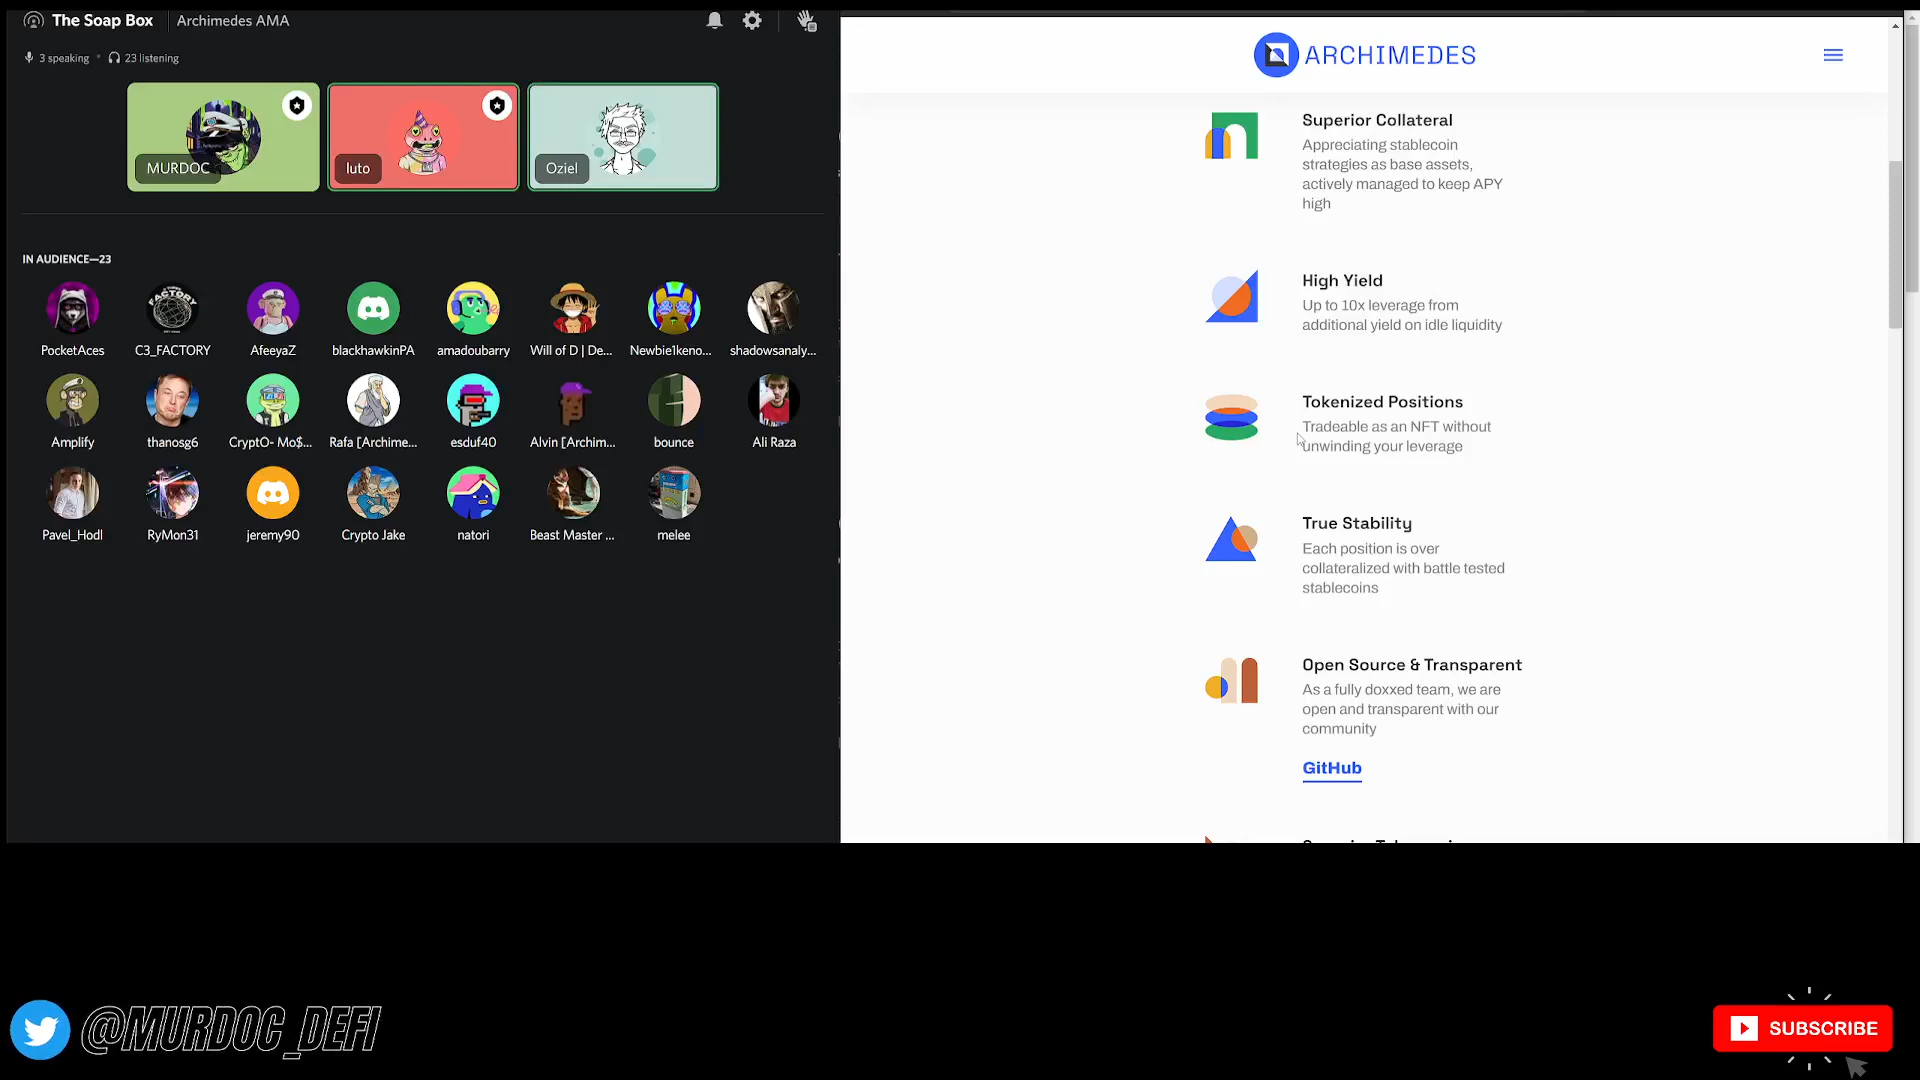 The Soap Box
Archimedes AMA
3 speaking • 23 listening
MURDOC
luto
Oziel
IN AUDIENCE—23
PocketAces
C3_FACTORY
AfeeyaZ
blackhawkinPA
amadoubarry
Will of D | De...
Newbie1keno...
shadowsanaly...
Amplify
thanosg6
CryptO- Mo$...
Rafa [Archime...
esduf40
Alvin [Archim...
bounce
Ali Raza
Pavel_Hodl
RyMon31
jeremy90
Crypto Jake
natori
Beast Master ...
melee
ARCHIMEDES
Superior Collateral
Appreciating stablecoin
strategies as base assets,
actively managed to keep APY
high
High Yield
Up to 10x leverage from
additional yield on idle liquidity
Tokenized Positions
Tradeable as an NFT without
unwinding your leverage
True Stability
Each position is over
collateralized with battle tested
stablecoins
Open Source & Transparent
As a fully doxxed team, we are
open and transparent with our
community
GitHub
@MURDOC_DEFI
SUBSCRIBE